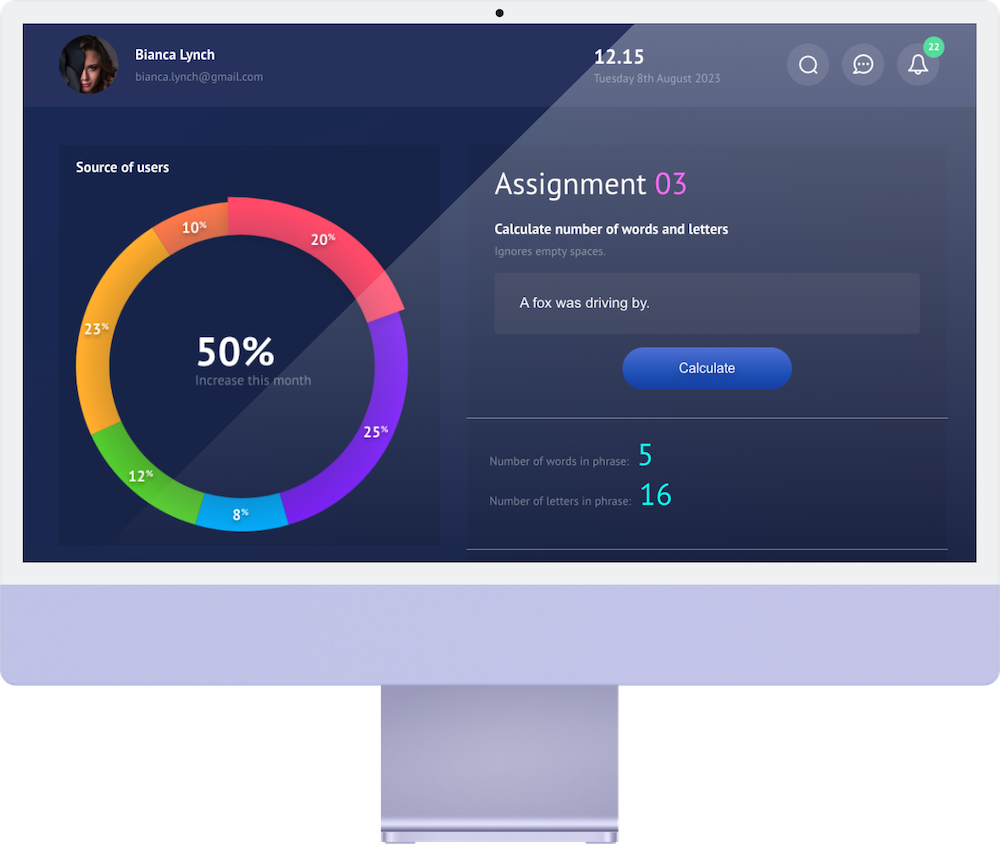 Bianca Lynch
bianca.lynch@gmail.com
12.15
Tuesday 8th August 2023
22
Source of users
10%
20%
23%
50%
Increase this month
25%
12%
8%
Assignment 03
Calculate number of words and letters
Ignores empty spaces.
A fox was driving by.
Calculate
Number of words in phrase: 5
Number of letters in phrase: 16